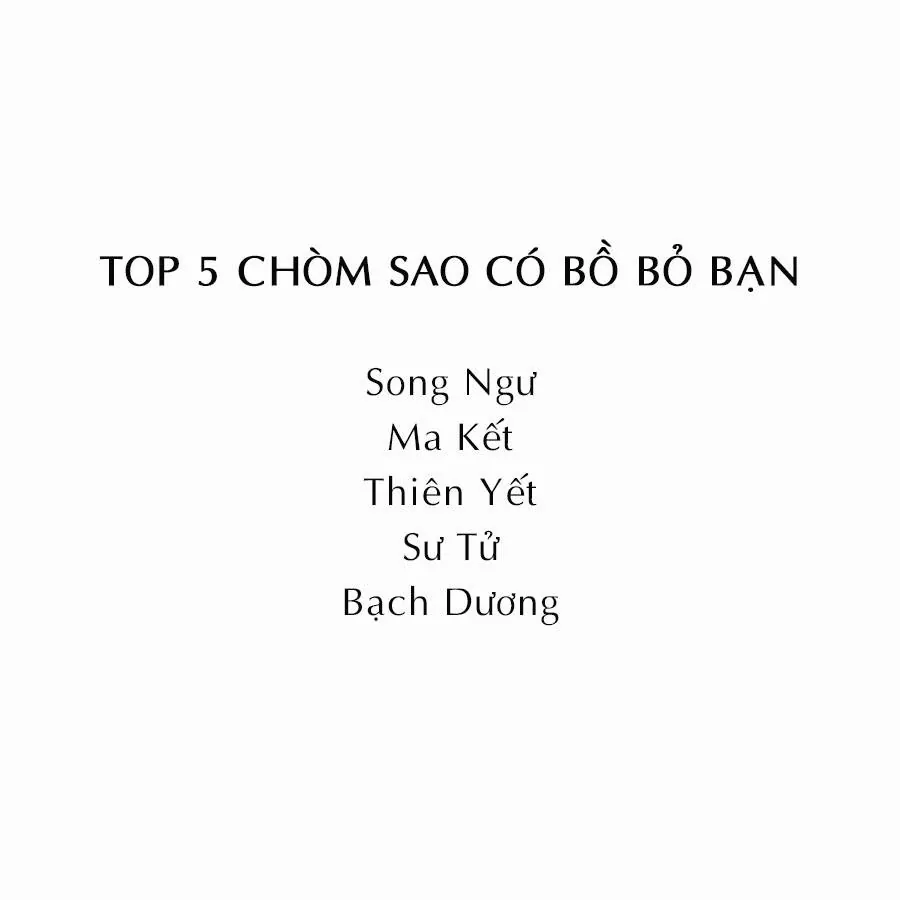 TOP 5 CHÒM SAO CÓ BỒ BỎ BẠN
Song Ngư
Ma Kết
Thiên Yết
Sư Tử
Bạch Dương